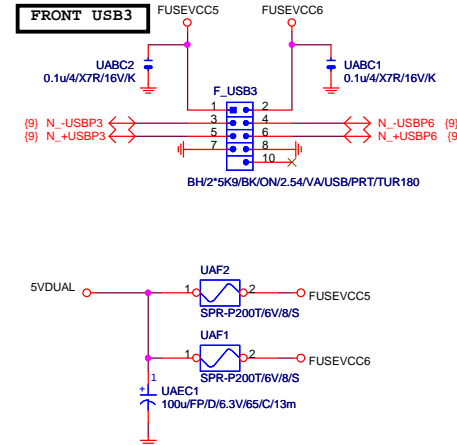 FRONT USB3
FUSEVCC5 FUSEVCC6
UABC2
0.1u/4/X7R/16V/K
UABC1
0.1u/4/X7R/16V/K
F_USB3
1 2
{9} N_-USBP3 3 4 N_-USBP6 {9
{9} N_+USBP3 5 6 N_+USBP6 {9
7 8
10
BH/2*5K9/BK/ON/2.54/VA/USB/PRT/TUR180
UAF2
5VDUAL 1 2 FUSEVCC5
SPR-P200T/6V/8/S
UAF1
1 2 FUSEVCC6
SPR-P200T/6V/8/S
1
+ UAEC1
100u/FP/D/6.3V/65/C/13m